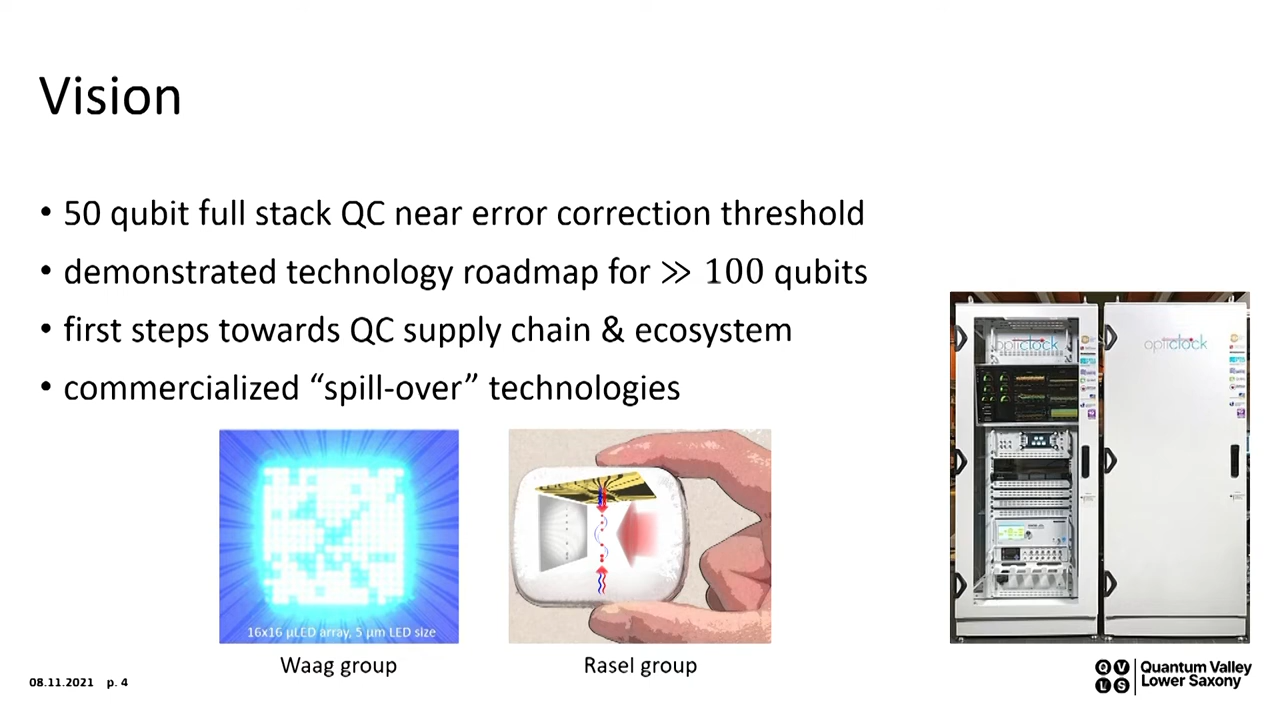 Vision
• 50 qubit full stack QC near error correction threshold
• demonstrated technology roadmap for ≫ 100 qubits
• first steps towards QC supply chain & ecosystem
• commercialized “spill-over” technologies
opticlock
opticlock
16x16 µLED array, 5 µm LED size
Waag group
Rasel group
08.11.2021 p. 4
Q V L S
Quantum Valley
Lower Saxony